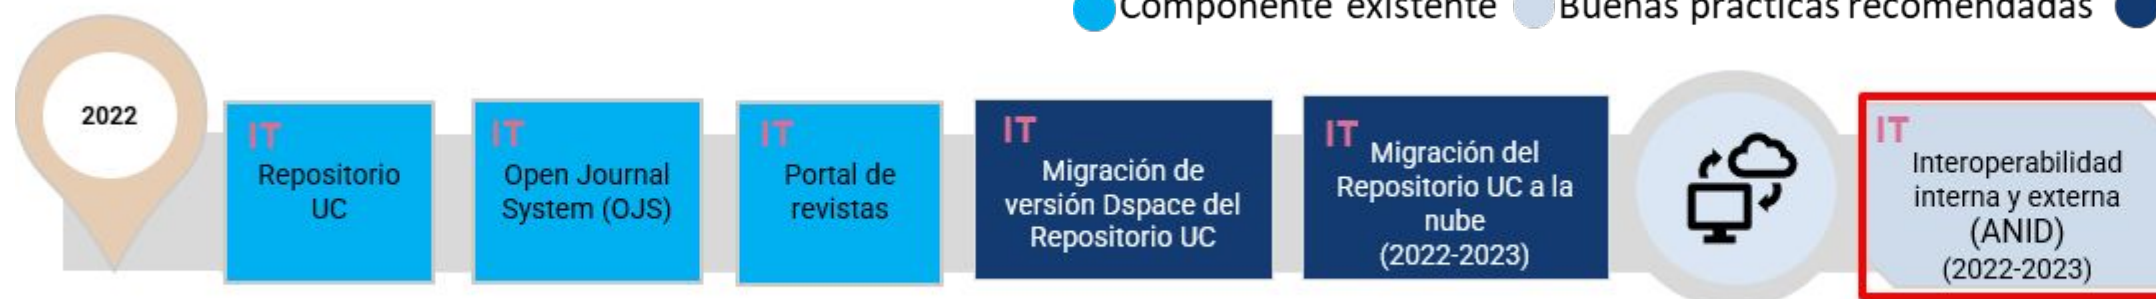 Componente existente Buenas prácticas recomendadas
2022
IT
Repositorio
UC
IT
Open Journal
System (OJS)
IT
Portal de
revistas
IT
Migración de
versión Dspace del
Repositorio UC
IT
Migración del
Repositorio UC a la
nube
(2022-2023)
IT
Interoperabilidad
interna y externa
(ANID)
(2022-2023)